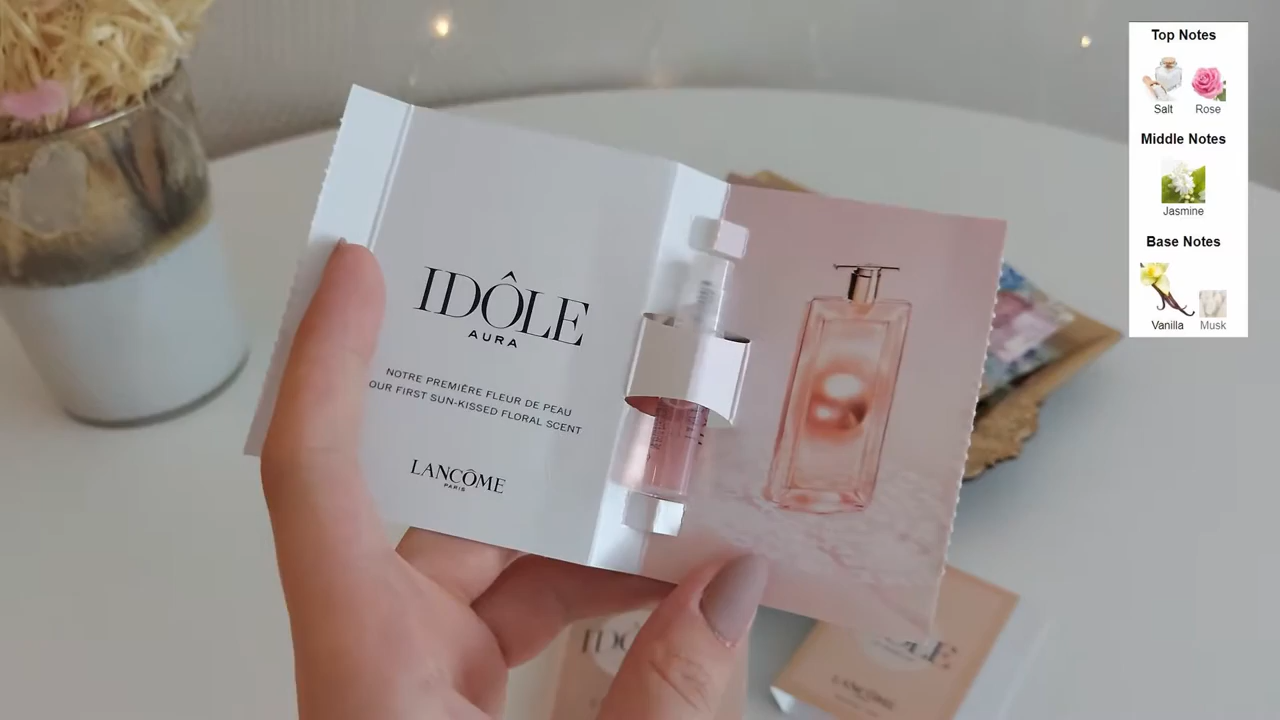 IDÔLE
AURA
NOTRE PREMIÈRE FLEUR DE PEAU
OUR FIRST SUN-KISSED FLORAL SCENT
LANCÔME
PARIS
Top Notes
Salt Rose
Middle Notes
Jasmine
Base Notes
Vanilla Musk
LANCÔME